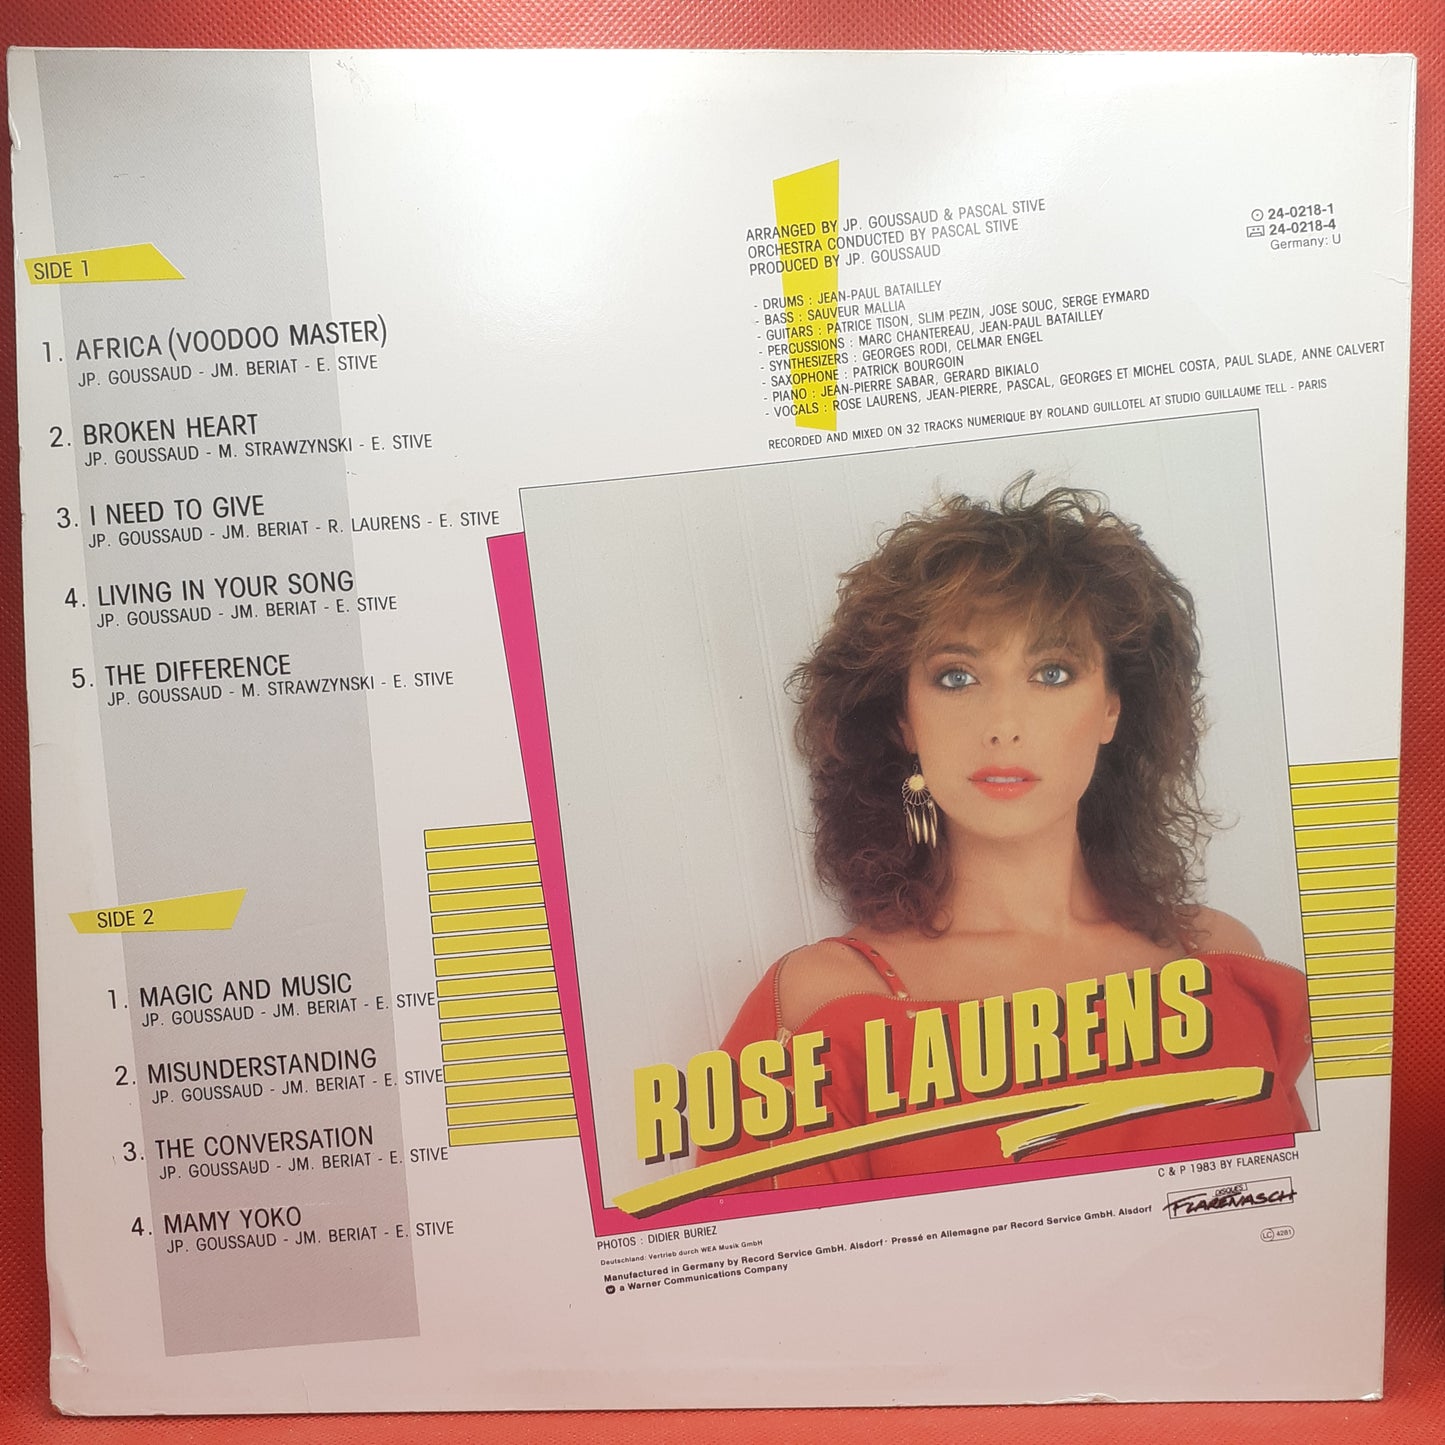 SIDE 1
1. AFRICA (VOODOO MASTER)
JP. GOUSSAUD - JM. BERIAT - E. STIVE
2. BROKEN HEART
JP. GOUSSAUD - M. STRAWZYNSKI - E. STIVE
3. I NEED TO GIVE
JP. GOUSSAUD - JM. BERIAT - R. LAURENS - E. STIVE
4. LIVING IN YOUR SONG
JP. GOUSSAUD - JM. BERIAT - E. STIVE
5. THE DIFFERENCE
JP. GOUSSAUD - M. STRAWZYNSKI - E. STIVE
SIDE 2
1. MAGIC AND MUSIC
JP. GOUSSAUD - JM. BERIAT - E. STIVE
2. MISUNDERSTANDING
JP. GOUSSAUD - JM. BERIAT - E. STIVE
3. THE CONVERSATION
JP. GOUSSAUD - JM. BERIAT - E. STIVE
4. MAMY YOKO
JP. GOUSSAUD - JM. BERIAT - E. STIVE
ARRANGED BY JP. GOUSSAUD & PASCAL STIVE
ORCHESTRA CONDUCTED BY PASCAL STIVE
PRODUCED BY JP. GOUSSAUD
- DRUMS : JEAN-PAUL BATAILLEY
- BASS : SAUVEUR MALLIA
- GUITARS : PATRICE TISON, SLIM PEZIN, JOSE SOUC, SERGE EYMARD
- PERCUSSIONS : MARC CHANTEREAU, JEAN-PAUL BATAILLEY
- SYNTHESIZERS : GEORGES RODI, CELMAR ENGEL
- SAXOPHONE : PATRICK BOURGOIN
- PIANO : JEAN-PIERRE SABAR, GERARD BIKIALO
- VOCALS : ROSE LAURENS, JEAN-PIERRE, PASCAL, GEORGES ET MICHEL COSTA, PAUL SLADE, ANNE CALVERT
RECORDED AND MIXED ON 32 TRACKS NUMERIQUE BY ROLAND GUILLOTEL AT STUDIO GUILLAUME TELL - PARIS
24-0218-1
24-0218-4
Germany: U
ROSE LAURENS
C & P 1983 BY FLARENASCH
DISQUES
FLARENASCH
LC 4281
PHOTOS : DIDIER BURIEZ
Deutschland: Vertrieb durch WEA Musik GmbH
Manufactured in Germany by Record Service GmbH. Alsdorf · Pressé en Allemagne par Record Service GmbH. Alsdorf
a Warner Communications Company